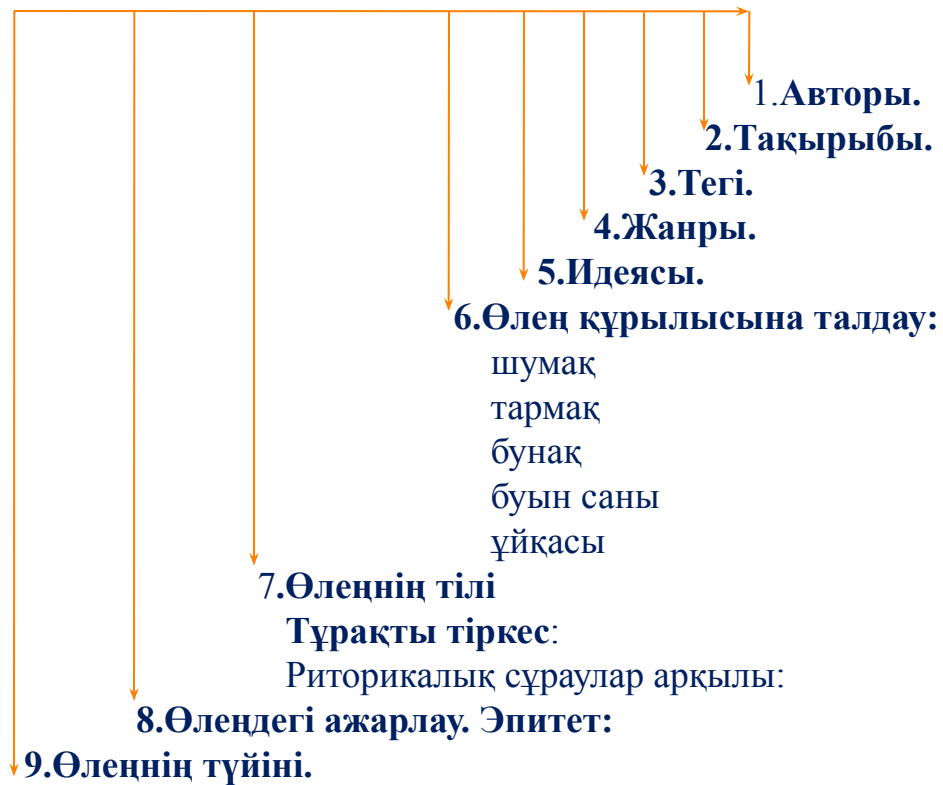 1.Авторы.
2.Тақырыбы.
3.Тегі.
4.Жанры.
5.Идеясы.
6.Өлең құрылысына талдау:
шумақ
тармақ
бунақ
буын саны
ұйқасы
7.Өлеңнің тілі
Тұрақты тіркес:
Риторикалық сұраулар арқылы:
8.Өлеңдегі ажарлау. Эпитет:
9.Өлеңнің түйіні.